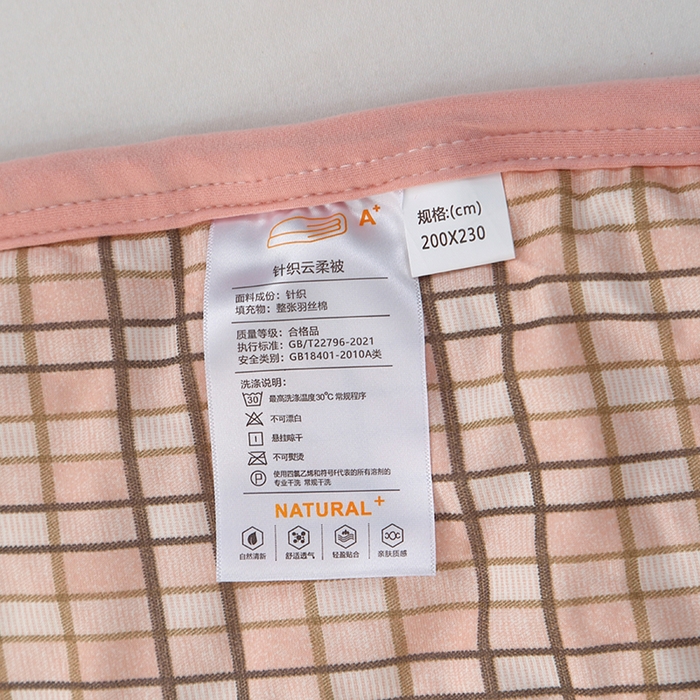 A+
规格:(cm)
200X230
针织云柔被
面料成份：针织
填充物：整张羽丝棉
质量等级：合格品
执行标准：GB/T22796-2021
安全类别：GB18401-2010A类
洗涤说明：
30 最高洗涤温度30℃ 常规程序
不可漂白
悬挂晾干
不可熨烫
P 使用四氯乙烯和符号F代表的所有溶剂的
专业干洗 常规干洗
NATURAL+
自然清新 舒适透气 轻盈贴合 亲肤质感